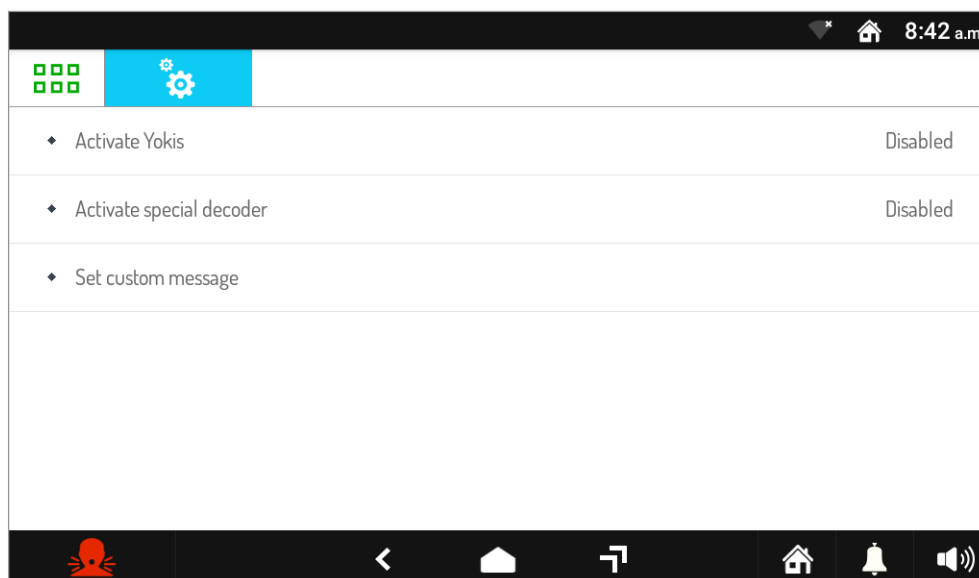 8:42 a.m
Activate Yokis Disabled
Activate special decoder Disabled
Set custom message